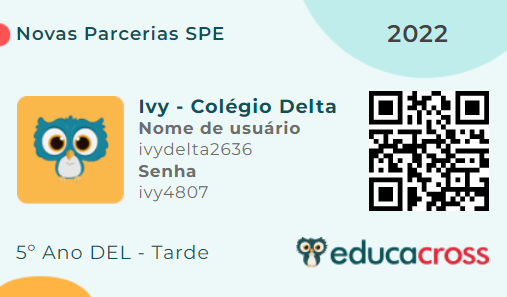 Novas Parcerias SPE
2022
Ivy - Colégio Delta
Nome de usuário
ivydelta2636
Senha
ivy4807
5º Ano DEL - Tarde
educacross